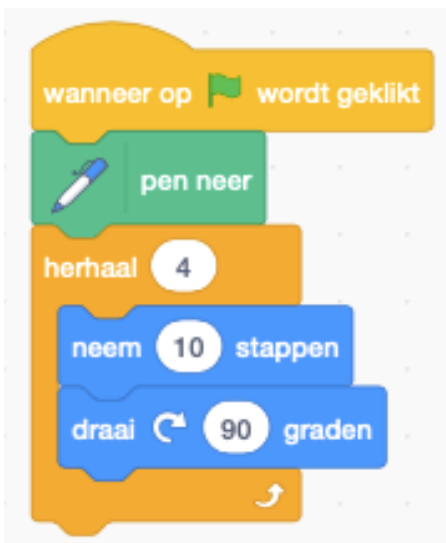 wanneer op wordt geklikt
pen neer
herhaal 4
neem 10 stappen
draai 90 graden